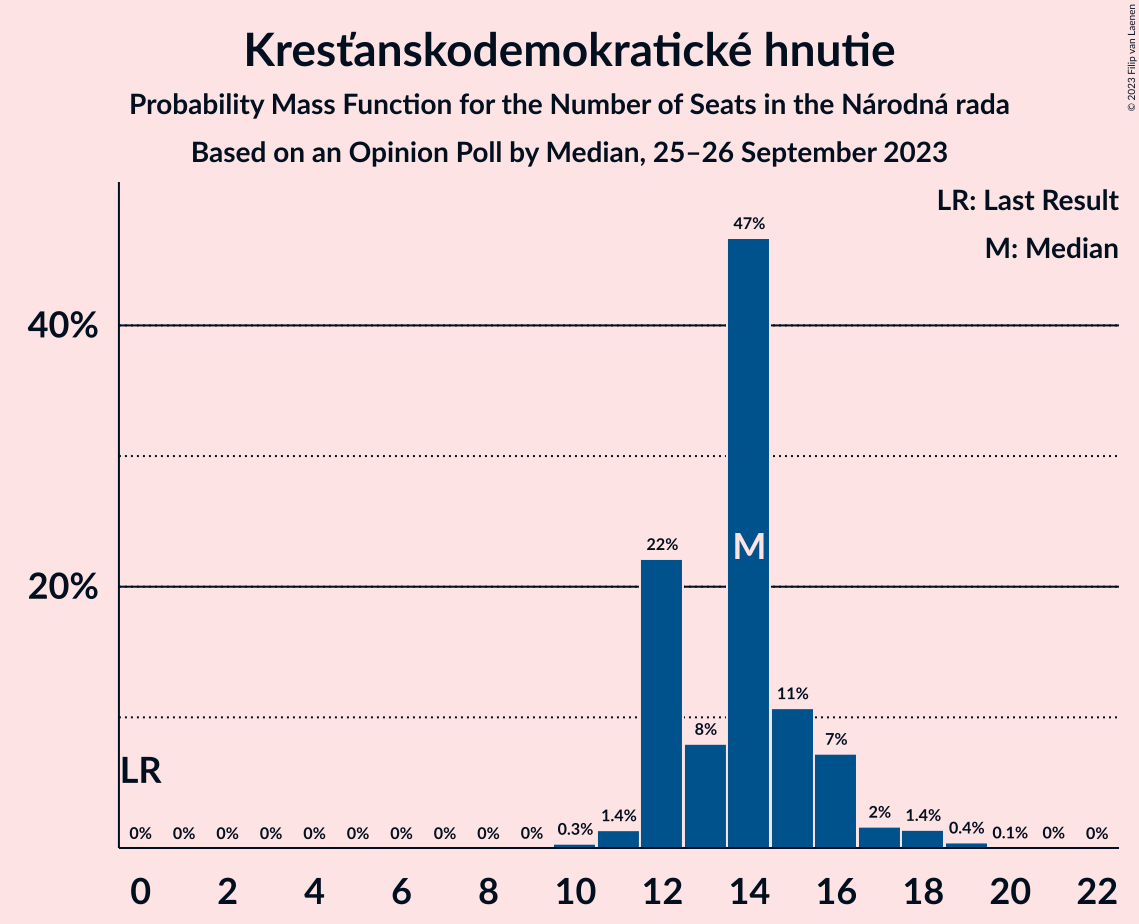 Kresťanskodemokratické hnutie
Probability Mass Function for the Number of Seats in the Národná rada
Based on an Opinion Poll by Median, 25–26 September 2023
© 2023 Filip van Laenen
LR: Last Result
M: Median
40%
20%
LR
M
0% 0% 0% 0% 0% 0% 0% 0% 0% 0% 0.3% 1.4% 22% 8% 47% 11% 7% 2% 1.4% 0.4% 0.1% 0% 0%
0 2 4 6 8 10 12 14 16 18 20 22